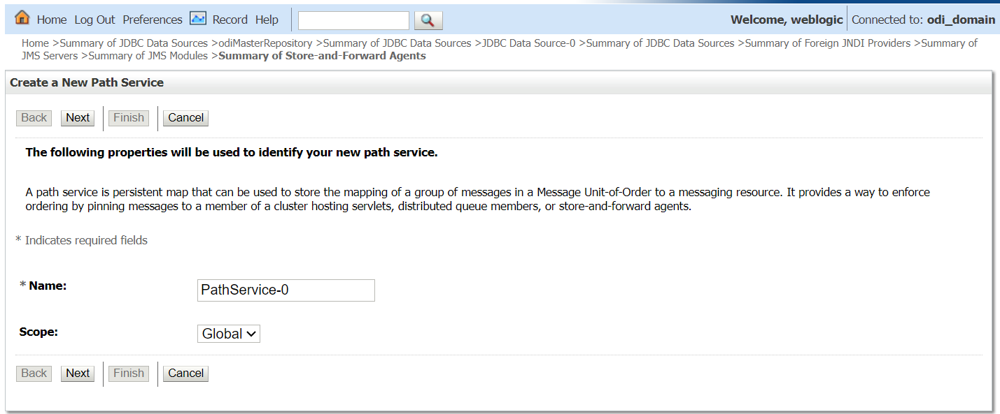 Home Log Out Preferences Record Help Welcome, weblogic Connected to: odi_domain
Home >Summary of JDBC Data Sources >odiMasterRepository >Summary of JDBC Data Sources >JDBC Data Source-0 >Summary of JDBC Data Sources >Summary of Foreign JNDI Providers >Summary of
JMS Servers >Summary of JMS Modules >Summary of Store-and-Forward Agents
Create a New Path Service
Back Next Finish Cancel
The following properties will be used to identify your new path service.
A path service is persistent map that can be used to store the mapping of a group of messages in a Message Unit-of-Order to a messaging resource. It provides a way to enforce
ordering by pinning messages to a member of a cluster hosting servlets, distributed queue members, or store-and-forward agents.
* Indicates required fields
* Name: PathService-0
Scope: Global
Back Next Finish Cancel